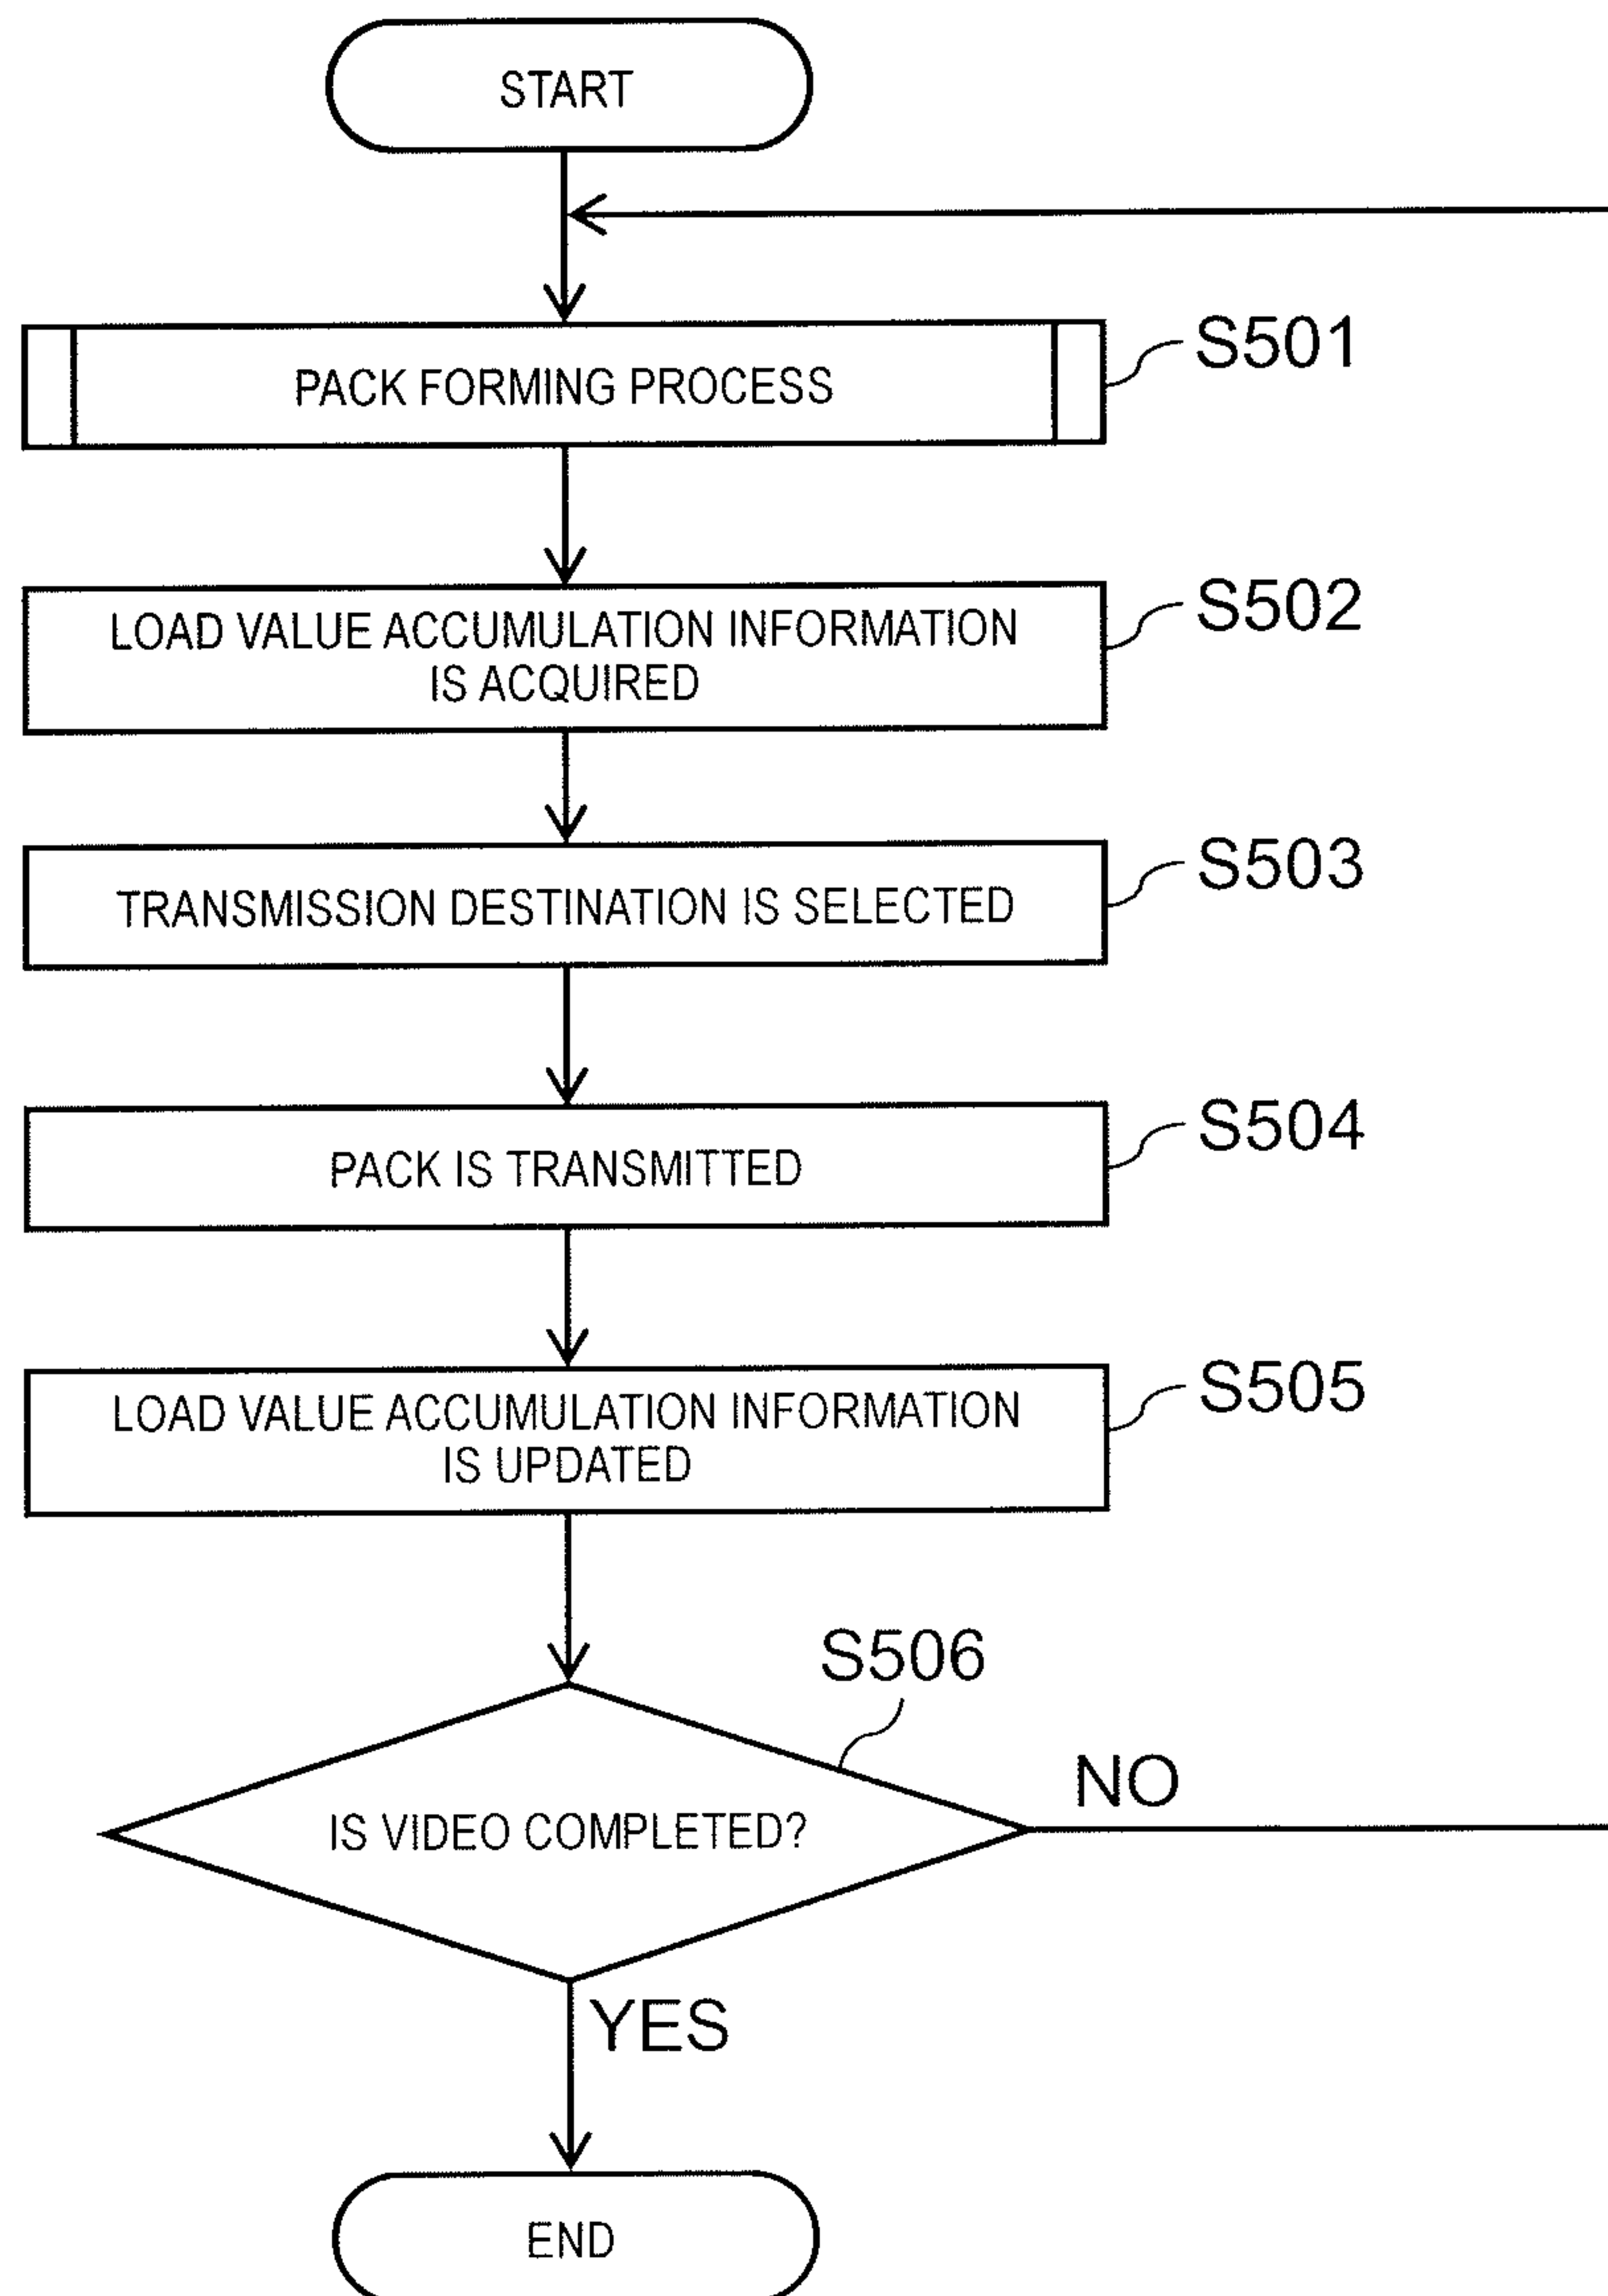 START
PACK FORMING PROCESS
S501
LOAD VALUE ACCUMULATION INFORMATION
IS ACQUIRED
S502
TRANSMISSION DESTINATION IS SELECTED
S503
PACK IS TRANSMITTED
S504
LOAD VALUE ACCUMULATION INFORMATION
IS UPDATED
S505
S506
IS VIDEO COMPLETED?
NO
YES
END